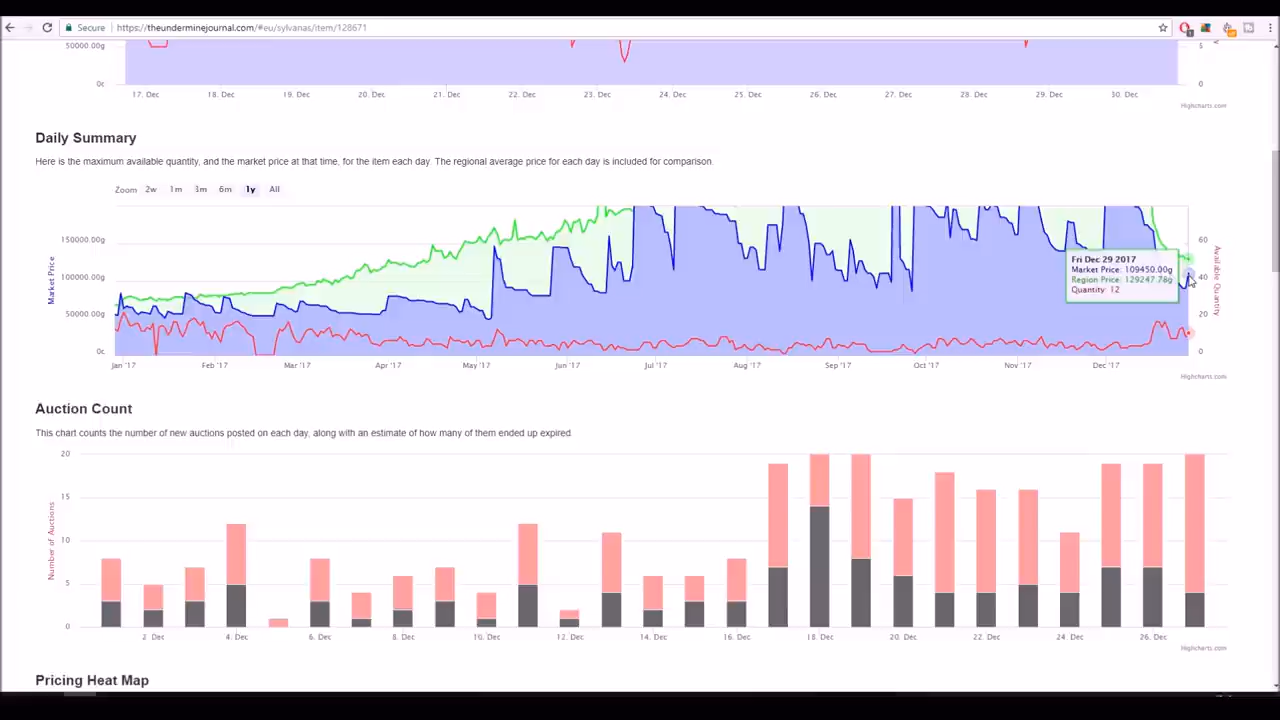 Secure
https://theunderminejournal.com/#eu/sylvanas/item/128671
50000.00g
5
0c
0
17. Dec 18. Dec 19. Dec 20. Dec 21. Dec 22. Dec 23. Dec 24. Dec 25. Dec 26. Dec 27. Dec 28. Dec 29. Dec 30. Dec
Highcharts.com
Daily Summary
Here is the maximum available quantity, and the market price at that time, for the item each day. The regional average price for each day is included for comparison.
Zoom 2w 1m 3m 6m 1y All
Market Price
150000.00g
100000.00g
50000.00g
0c
Fri Dec 29 2017
Market Price: 109450.00g
Region Price: 129247.78g
Quantity: 12
60
40
20
0
Available Quantity
Jan '17 Feb '17 Mar '17 Apr '17 May '17 Jun '17 Jul '17 Aug '17 Sep '17 Oct '17 Nov '17 Dec '17
Highcharts.com
Auction Count
This chart counts the number of new auctions posted on each day, along with an estimate of how many of them ended up expired
Number of Auctions
20
15
10
5
0
2. Dec 4. Dec 6. Dec 8. Dec 10. Dec 12. Dec 14. Dec 16. Dec 18. Dec 20. Dec 22. Dec 24. Dec 26. Dec
Highcharts.com
Pricing Heat Map